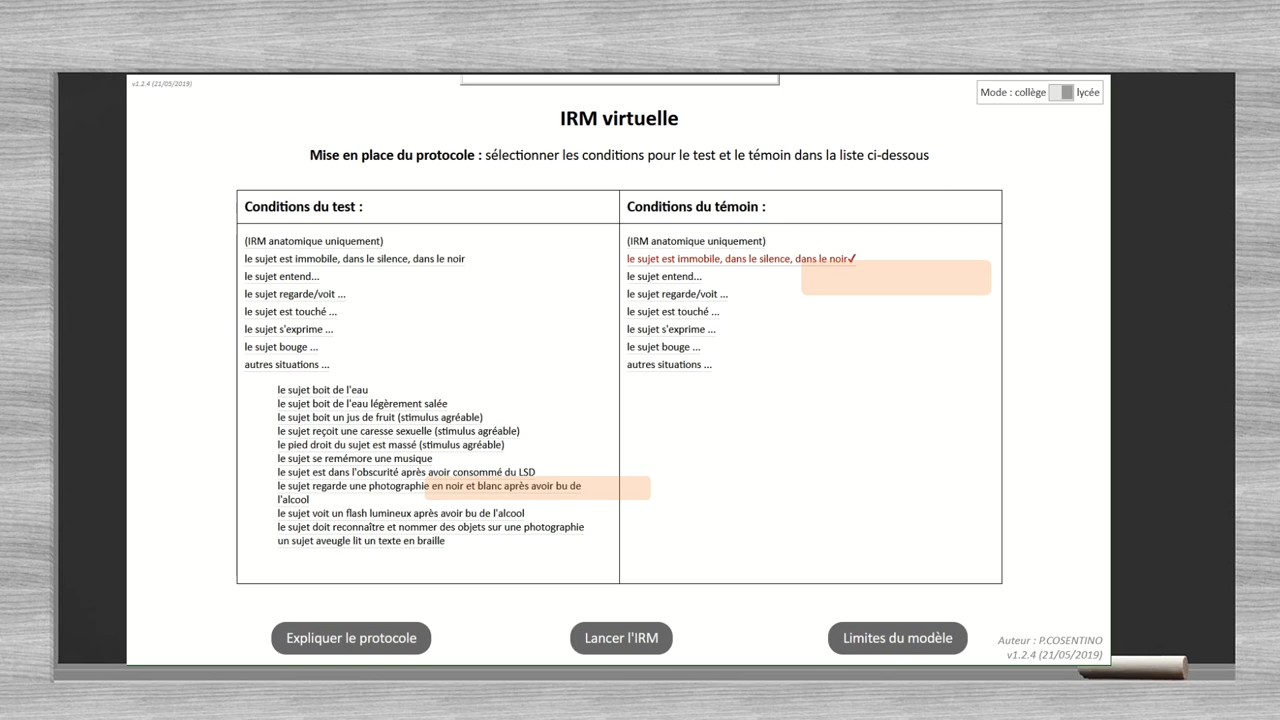 v1.2.4 (21/05/2019)
Mode : collège lycée
IRM virtuelle
Mise en place du protocole : sélectionner les conditions pour le test et le témoin dans la liste ci-dessous
Conditions du test :
(IRM anatomique uniquement)
le sujet est immobile, dans le silence, dans le noir
le sujet entend...
le sujet regarde/voit ...
le sujet est touché ...
le sujet s'exprime ...
le sujet bouge ...
autres situations ...
le sujet boit de l'eau
le sujet boit de l'eau légèrement salée
le sujet boit un jus de fruit (stimulus agréable)
le sujet reçoit une caresse sexuelle (stimulus agréable)
le pied droit du sujet est massé (stimulus agréable)
le sujet se remémore une musique
le sujet est dans l'obscurité après avoir consommé du LSD
le sujet regarde une photographie en noir et blanc après avoir bu de
l'alcool
le sujet voit un flash lumineux après avoir bu de l'alcool
le sujet doit reconnaître et nommer des objets sur une photographie
un sujet aveugle lit un texte en braille
Conditions du témoin :
(IRM anatomique uniquement)
le sujet est immobile, dans le silence, dans le noir✓
le sujet entend...
le sujet regarde/voit ...
le sujet est touché ...
le sujet s'exprime ...
le sujet bouge ...
autres situations ...
Expliquer le protocole
Lancer l'IRM
Limites du modèle
Auteur : P.COSENTINO
v1.2.4 (21/05/2019)